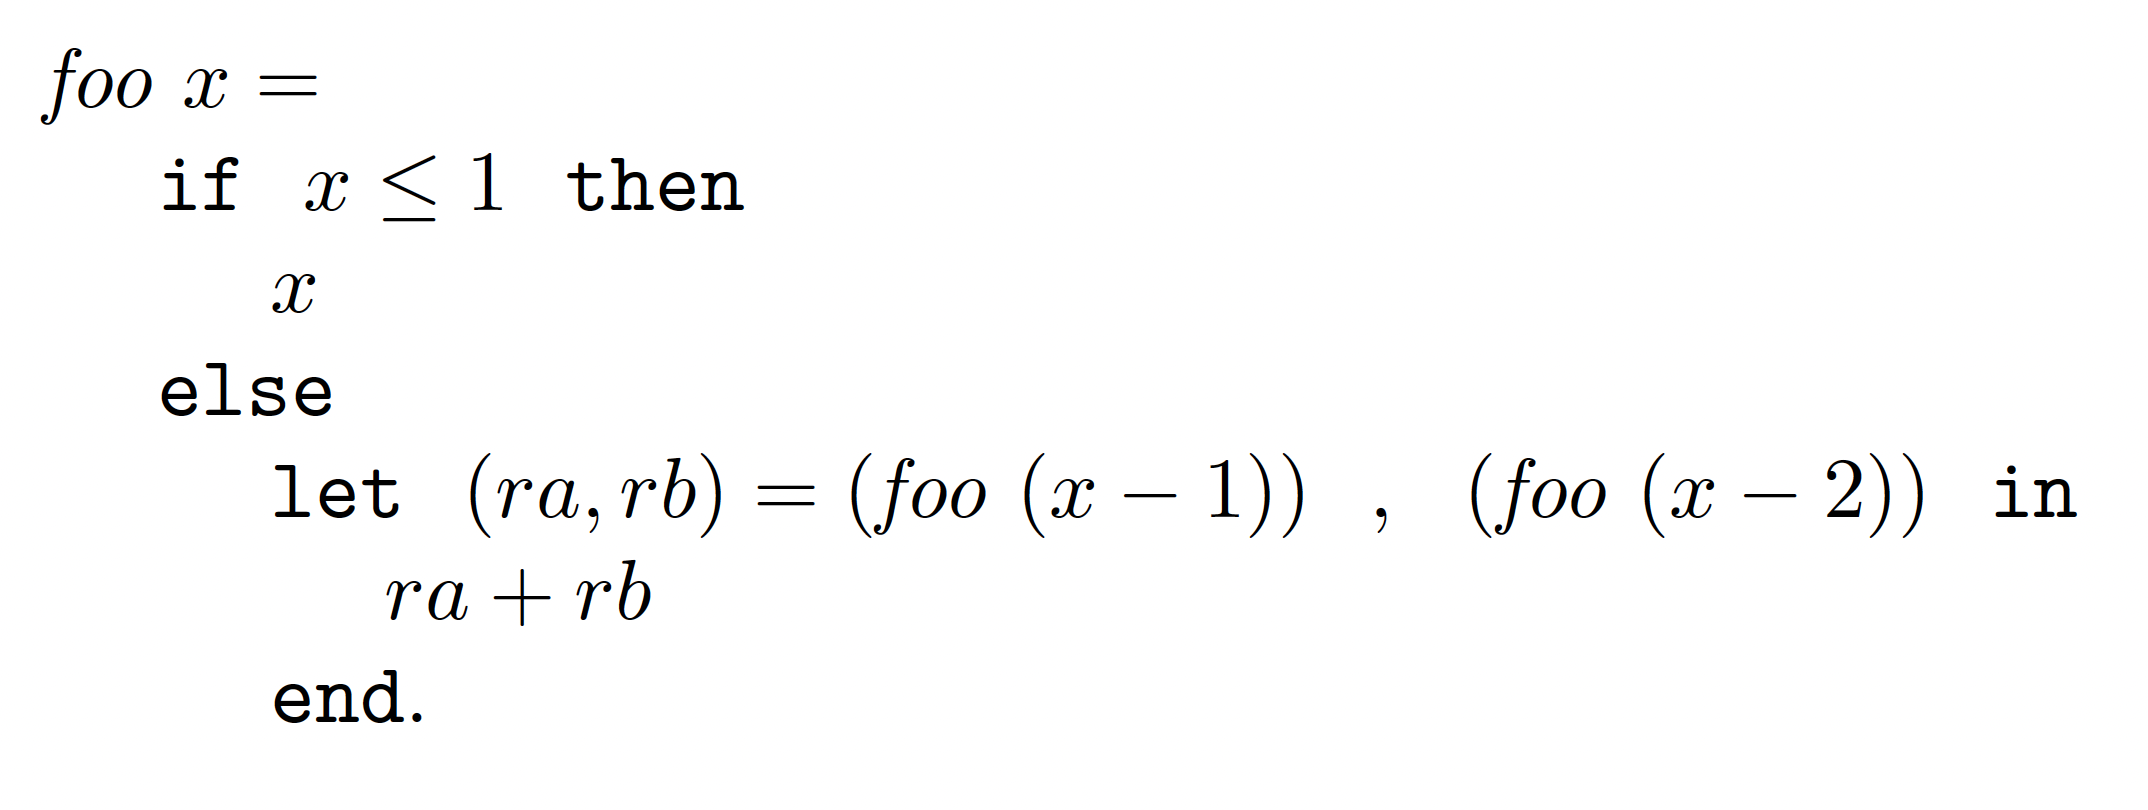 foo x =
if x ≤ 1 then
x
else
let (ra, rb) = (foo (x − 1)) , (foo (x − 2)) in
ra + rb
end.